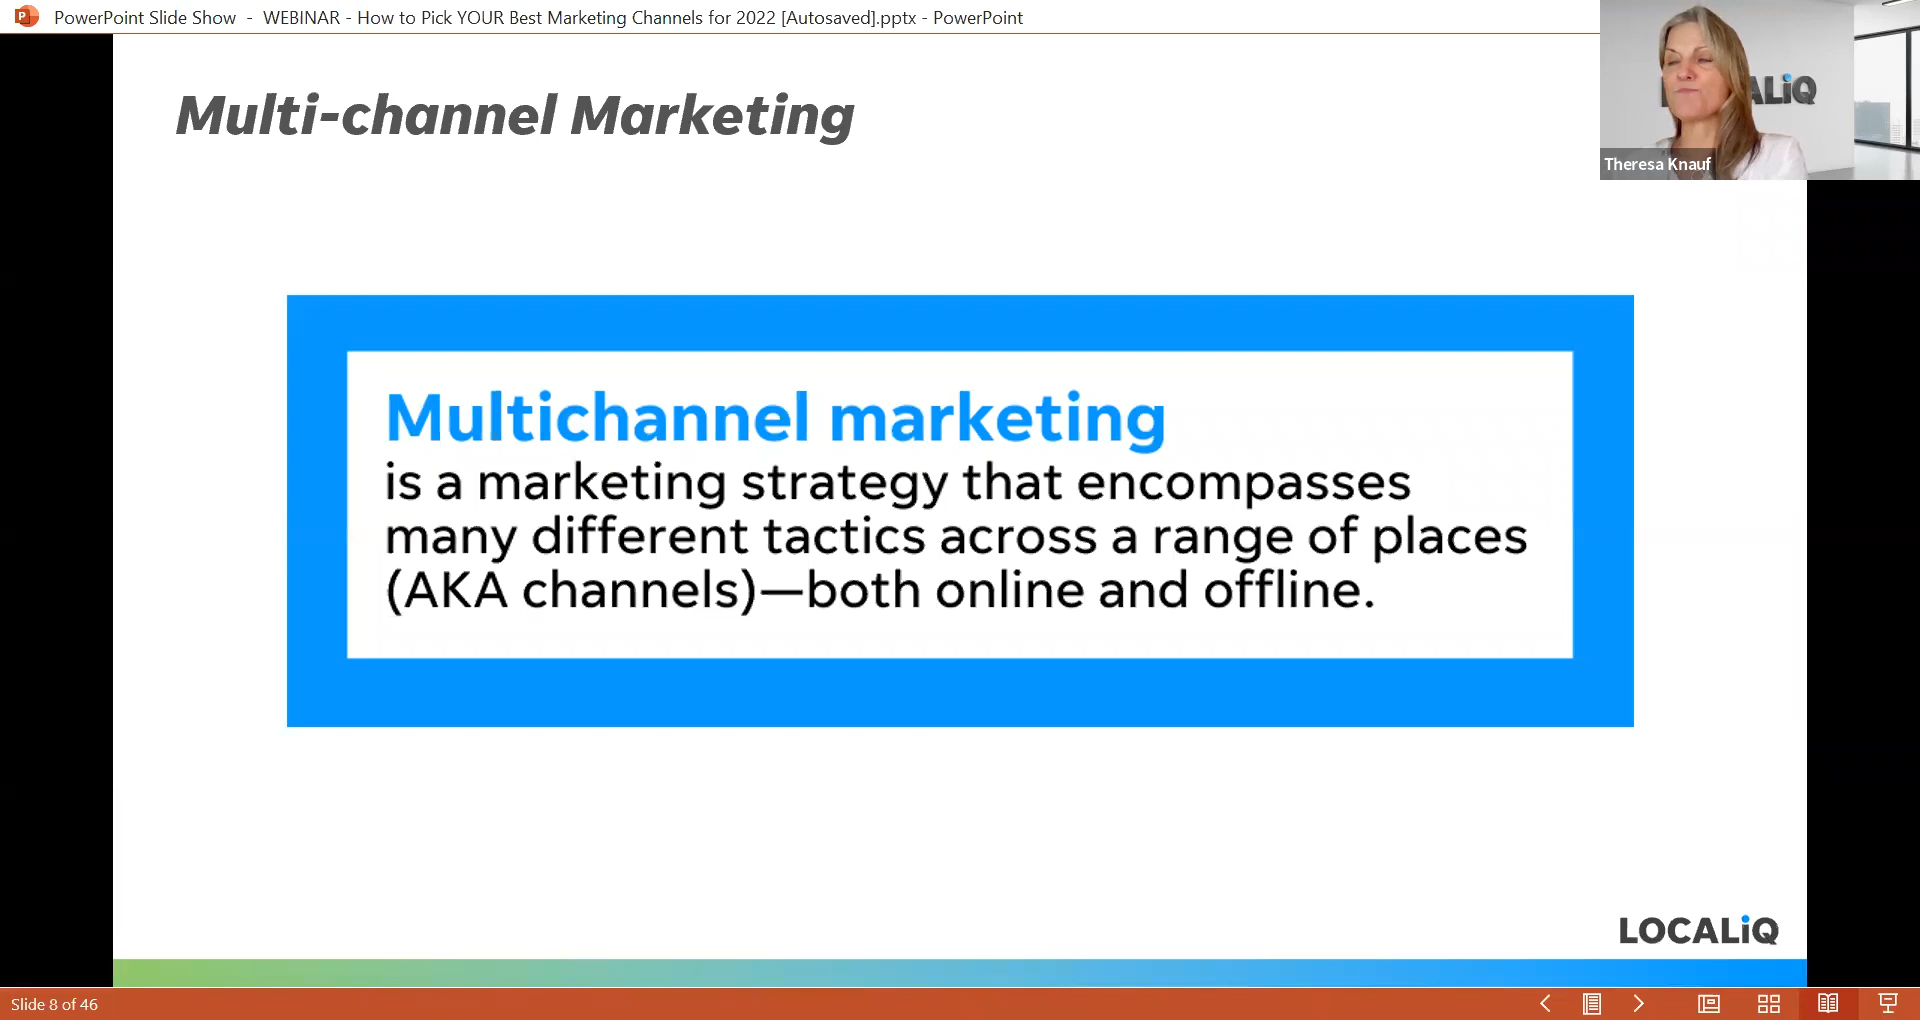 PowerPoint Slide Show - WEBINAR - How to Pick YOUR Best Marketing Channels for 2022 [Autosaved].pptx - PowerPoint
ALiQ
Theresa Knauf
Multi-channel Marketing
Multichannel marketing
is a marketing strategy that encompasses
many different tactics across a range of places
(AKA channels)—both online and offline.
LOCALiQ
Slide 8 of 46